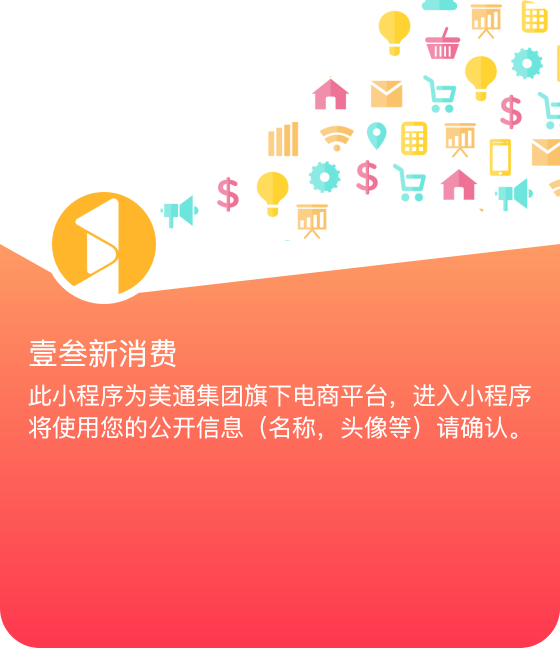 壹叁新消费
此小程序为美通集团旗下电商平台，进入小程序
将使用您的公开信息（名称，头像等）请确认。